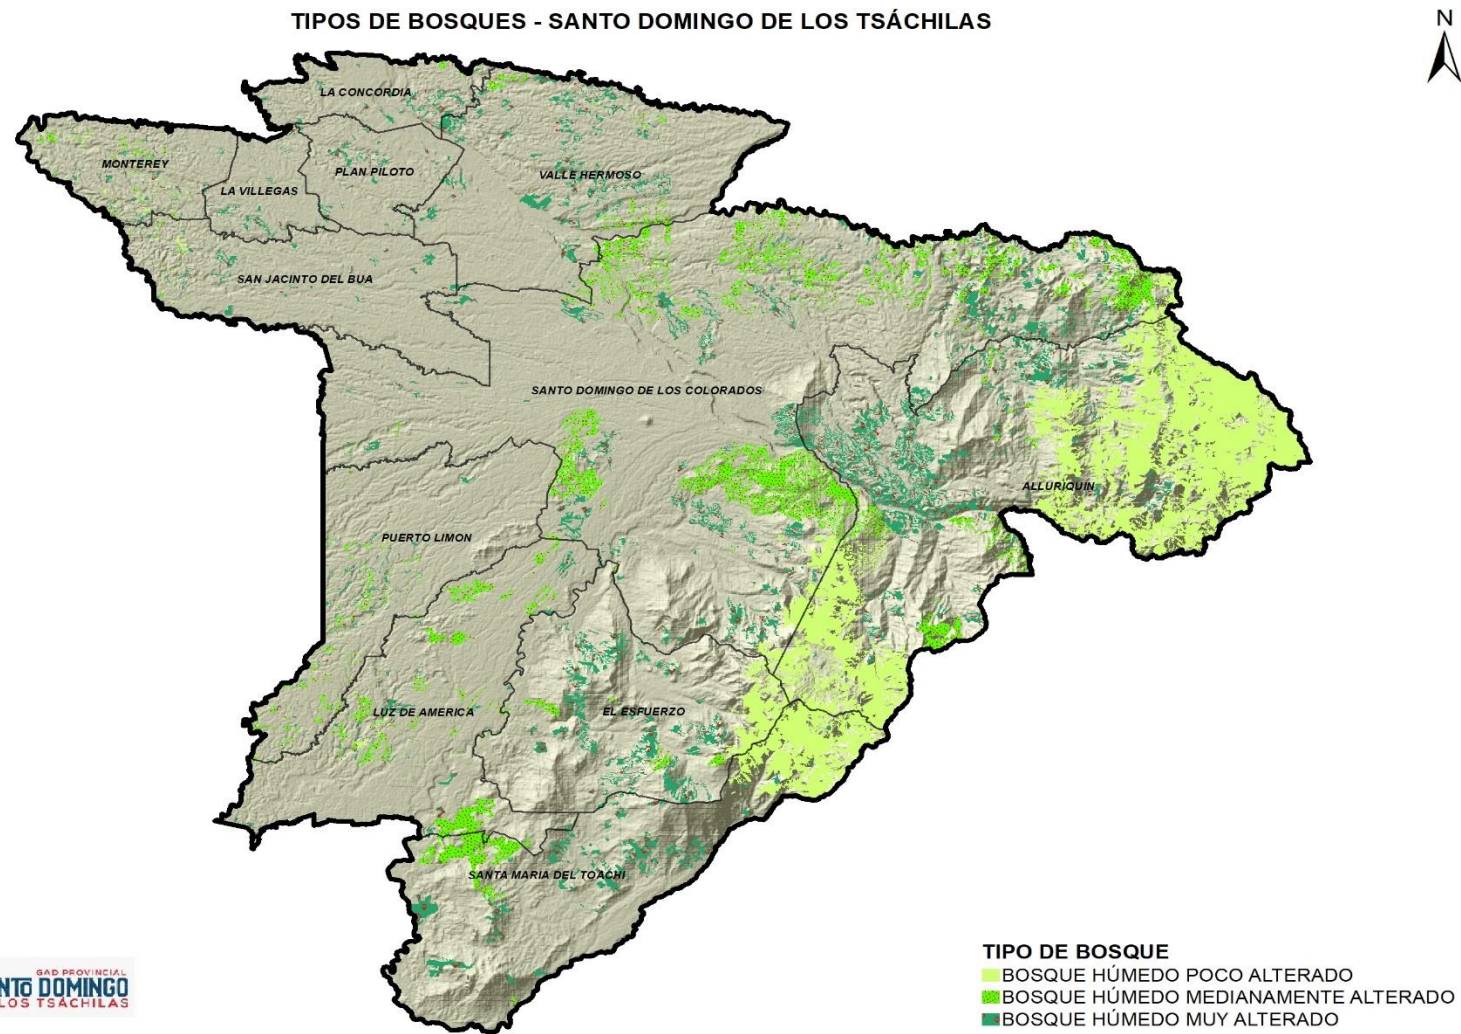 TIPOS DE BOSQUES - SANTO DOMINGO DE LOS TSÁCHILAS
N
LA CONCORDIA
MONTEREY
PLAN PILOTO
VALLE HERMOSO
LA VILLEGAS
SAN JACINTO DEL BUA
SANTO DOMINGO DE LOS COLORADOS
ALLURIQUIN
PUERTO LIMON
LUZ DE AMERICA
EL ESFUERZO
SANTA MARIA DEL TOACHI
GAD PROVINCIAL
NTO DOMINGO
LOS TSÁCHILAS
TIPO DE BOSQUE
BOSQUE HÚMEDO POCO ALTERADO
BOSQUE HÚMEDO MEDIANAMENTE ALTERADO
BOSQUE HÚMEDO MUY ALTERADO